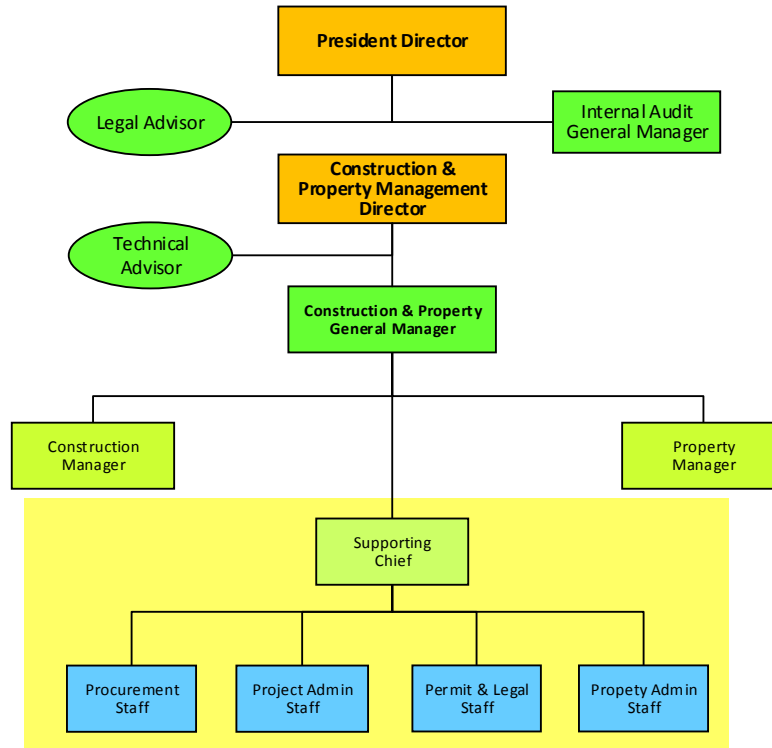 President Director
Legal Advisor
Internal Audit
General Manager
Construction &
Property Management
Director
Technical
Advisor
Construction & Property
General Manager
Construction
Manager
Property
Manager
Supporting
Chief
Procurement
Staff
Project Admin
Staff
Permit & Legal
Staff
Propety Admin
Staff